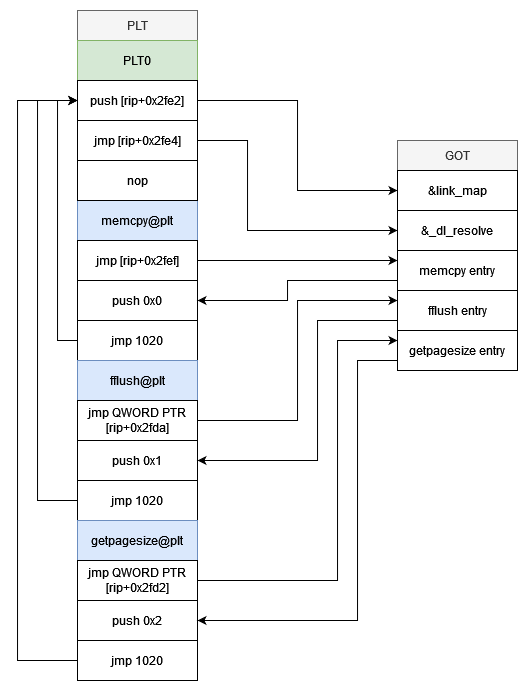 PLT
PLT0
push [rip+0x2fe2]
jmp [rip+0x2fe4]
nop
memcpy@plt
jmp [rip+0x2fef]
push 0x0
jmp 1020
fflush@plt
jmp QWORD PTR
[rip+0x2fda]
push 0x1
jmp 1020
getpagesize@plt
jmp QWORD PTR
[rip+0x2fd2]
push 0x2
jmp 1020
GOT
&link_map
&_dl_resolve
memcpy entry
fflush entry
getpagesize entry